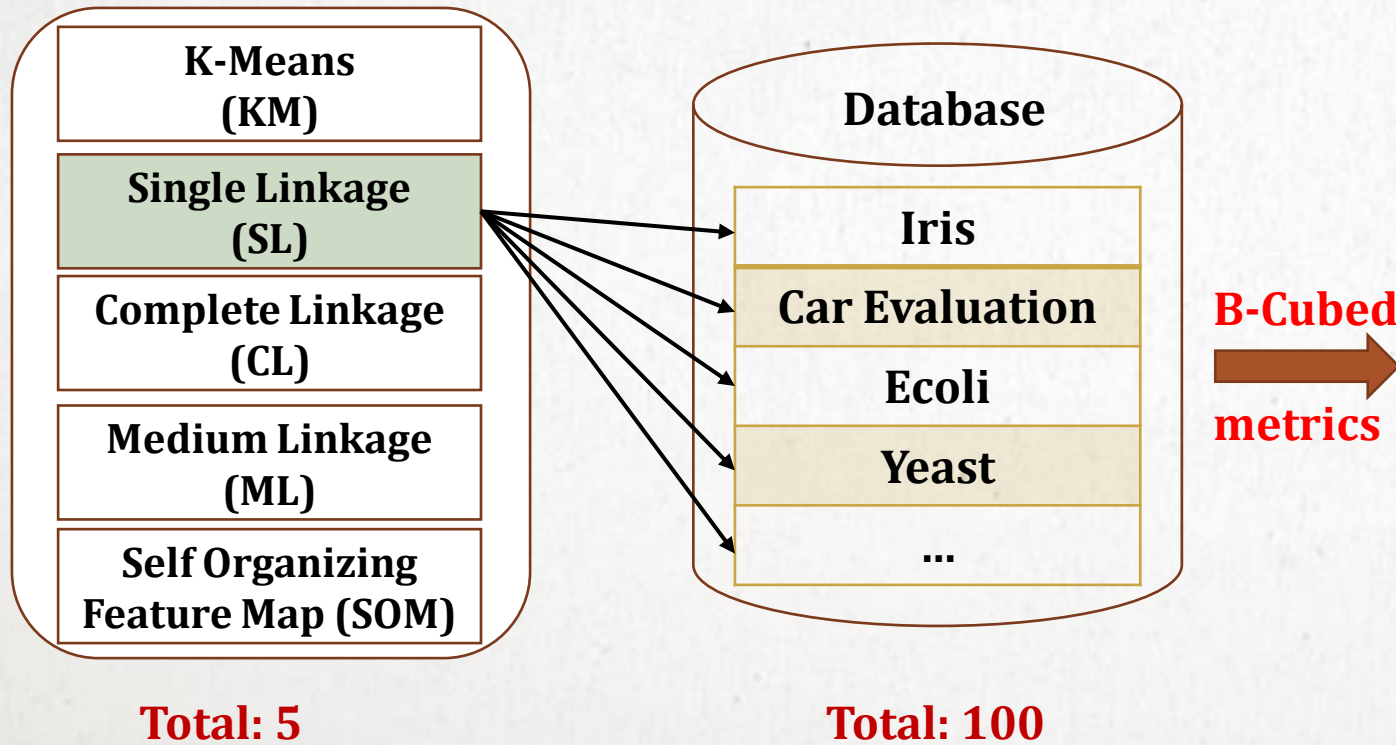 K-Means
(KM)
Single Linkage
(SL)
Complete Linkage
(CL)
Medium Linkage
(ML)
Self Organizing
Feature Map (SOM)
Total: 5
Database
Iris
Car Evaluation
Ecoli
Yeast
...
Total: 100
B-Cubed
metrics